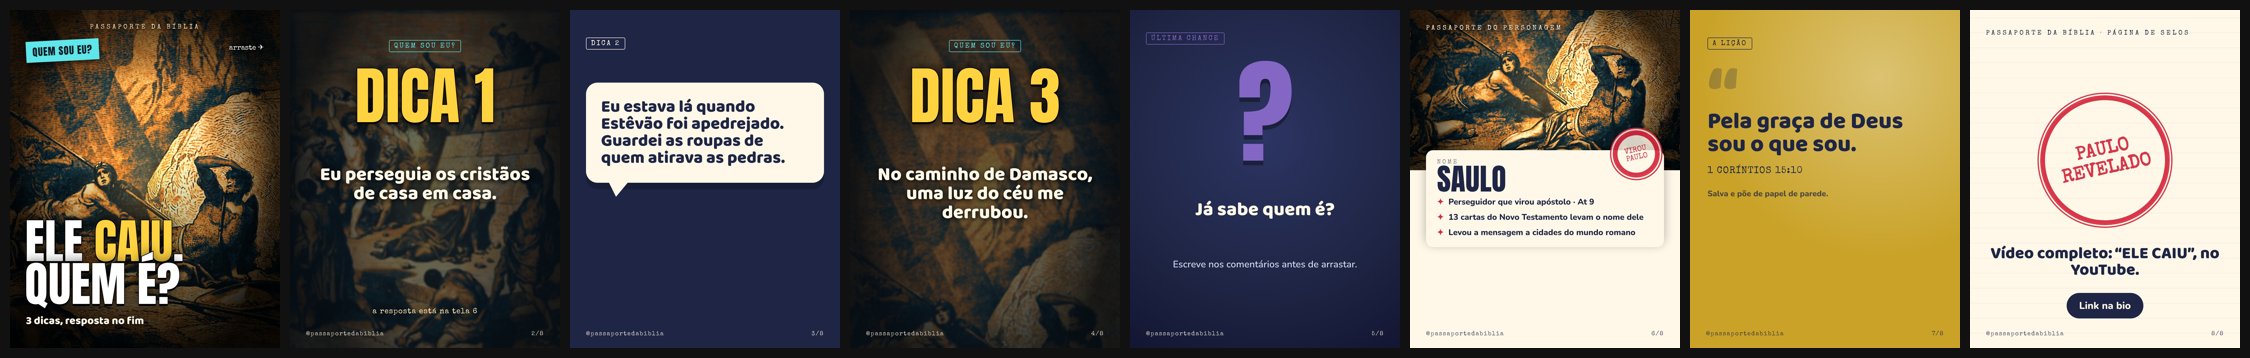 PASSAPORTE DA BÍBLIA
QUEM SOU EU?
arraste →
ELE CAIU.
QUEM É?
3 dicas, resposta no fim
QUEM SOU EU?
DICA 1
Eu perseguia os cristãos
de casa em casa.
a resposta está na tela 6
@passaportedabiblia
2/8
DICA 2
Eu estava lá quando
Estêvão foi apedrejado.
Guardei as roupas de
quem atirava as pedras.
@passaportedabiblia
3/8
QUEM SOU EU?
DICA 3
No caminho de Damasco,
uma luz do céu me
derrubou.
@passaportedabiblia
4/8
ÚLTIMA CHANCE
?
Já sabe quem é?
Escreve nos comentários antes de arrastar.
@passaportedabiblia
5/8
PASSAPORTE DO PERSONAGEM
VIROU
PAULO
NOME
SAULO
Perseguidor que virou apóstolo · At 9
13 cartas do Novo Testamento levam o nome dele
Levou a mensagem a cidades do mundo romano
@passaportedabiblia
6/8
A LIÇÃO
“
Pela graça de Deus
sou o que sou.
1 CORÍNTIOS 15:10
Salva e põe de papel de parede.
@passaportedabiblia
7/8
PASSAPORTE DA BÍBLIA · PÁGINA DE SELOS
PAULO
REVELADO
Vídeo completo: “ELE CAIU”, no
YouTube.
Link na bio
@passaportedabiblia
8/8